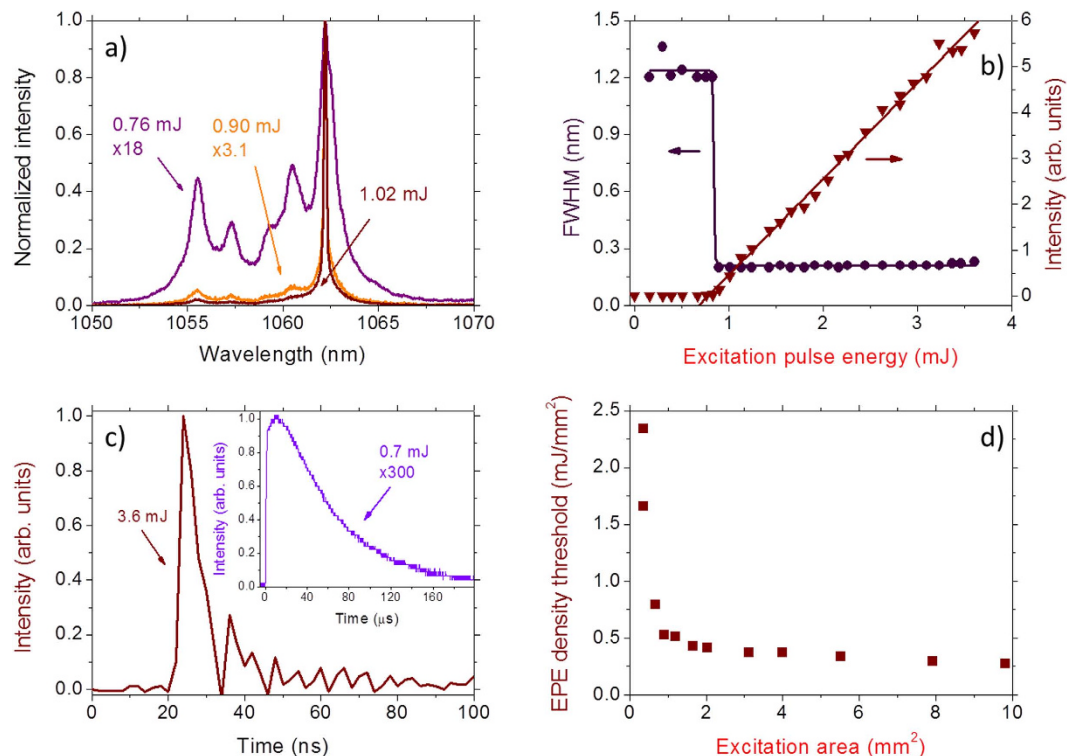 a)
0.76 mJ
x18
0.90 mJ
x3.1
1.02 mJ
Normalized intensity
0.0
0.2
0.4
0.6
0.8
1.0
1050
1055
1060
1065
1070
Wavelength (nm)
b)
FWHM (nm)
0.0
0.3
0.6
0.9
1.2
1.5
Intensity (arb. units)
0
1
2
3
4
5
6
0
1
2
3
4
Excitation pulse energy (mJ)
c)
3.6 mJ
Intensity (arb. units)
0.0
0.2
0.4
0.6
0.8
1.0
0
20
40
60
80
100
Time (ns)
0.7 mJ
x300
Intensity (arb. units)
0.0
0.2
0.4
0.6
0.8
1.0
0
40
80
120
160
Time (μs)
d)
EPE density threshold (mJ/mm²)
0.0
0.5
1.0
1.5
2.0
2.5
0
2
4
6
8
10
Excitation area (mm²)